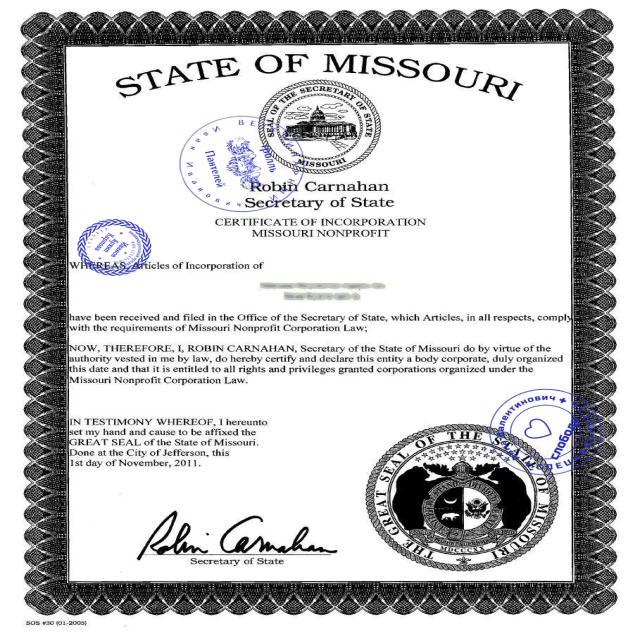 STATE OF MISSOURI
SEAL OF THE SECRETARY OF STATE
MISSOURI
Пантелей
Robin Carnahan
Secretary of State
CERTIFICATE OF INCORPORATION
MISSOURI NONPROFIT
WHEREAS, Articles of Incorporation of
have been received and filed in the Office of the Secretary of State, which Articles, in all respects, comply
with the requirements of Missouri Nonprofit Corporation Law;
NOW, THEREFORE, I, ROBIN CARNAHAN, Secretary of the State of Missouri do by virtue of the
authority vested in me by law, do hereby certify and declare this entity a body corporate, duly organized
this date and that it is entitled to all rights and privileges granted corporations organized under the
Missouri Nonprofit Corporation Law.
IN TESTIMONY WHEREOF, I hereunto
set my hand and cause to be affixed the
GREAT SEAL of the State of Missouri.
Done at the City of Jefferson, this
1st day of November, 2011.
THE GREAT SEAL OF THE STATE OF MISSOURI
MDCCCXX
Robin Carnahan
Secretary of State
SOS #30 (01-2005)